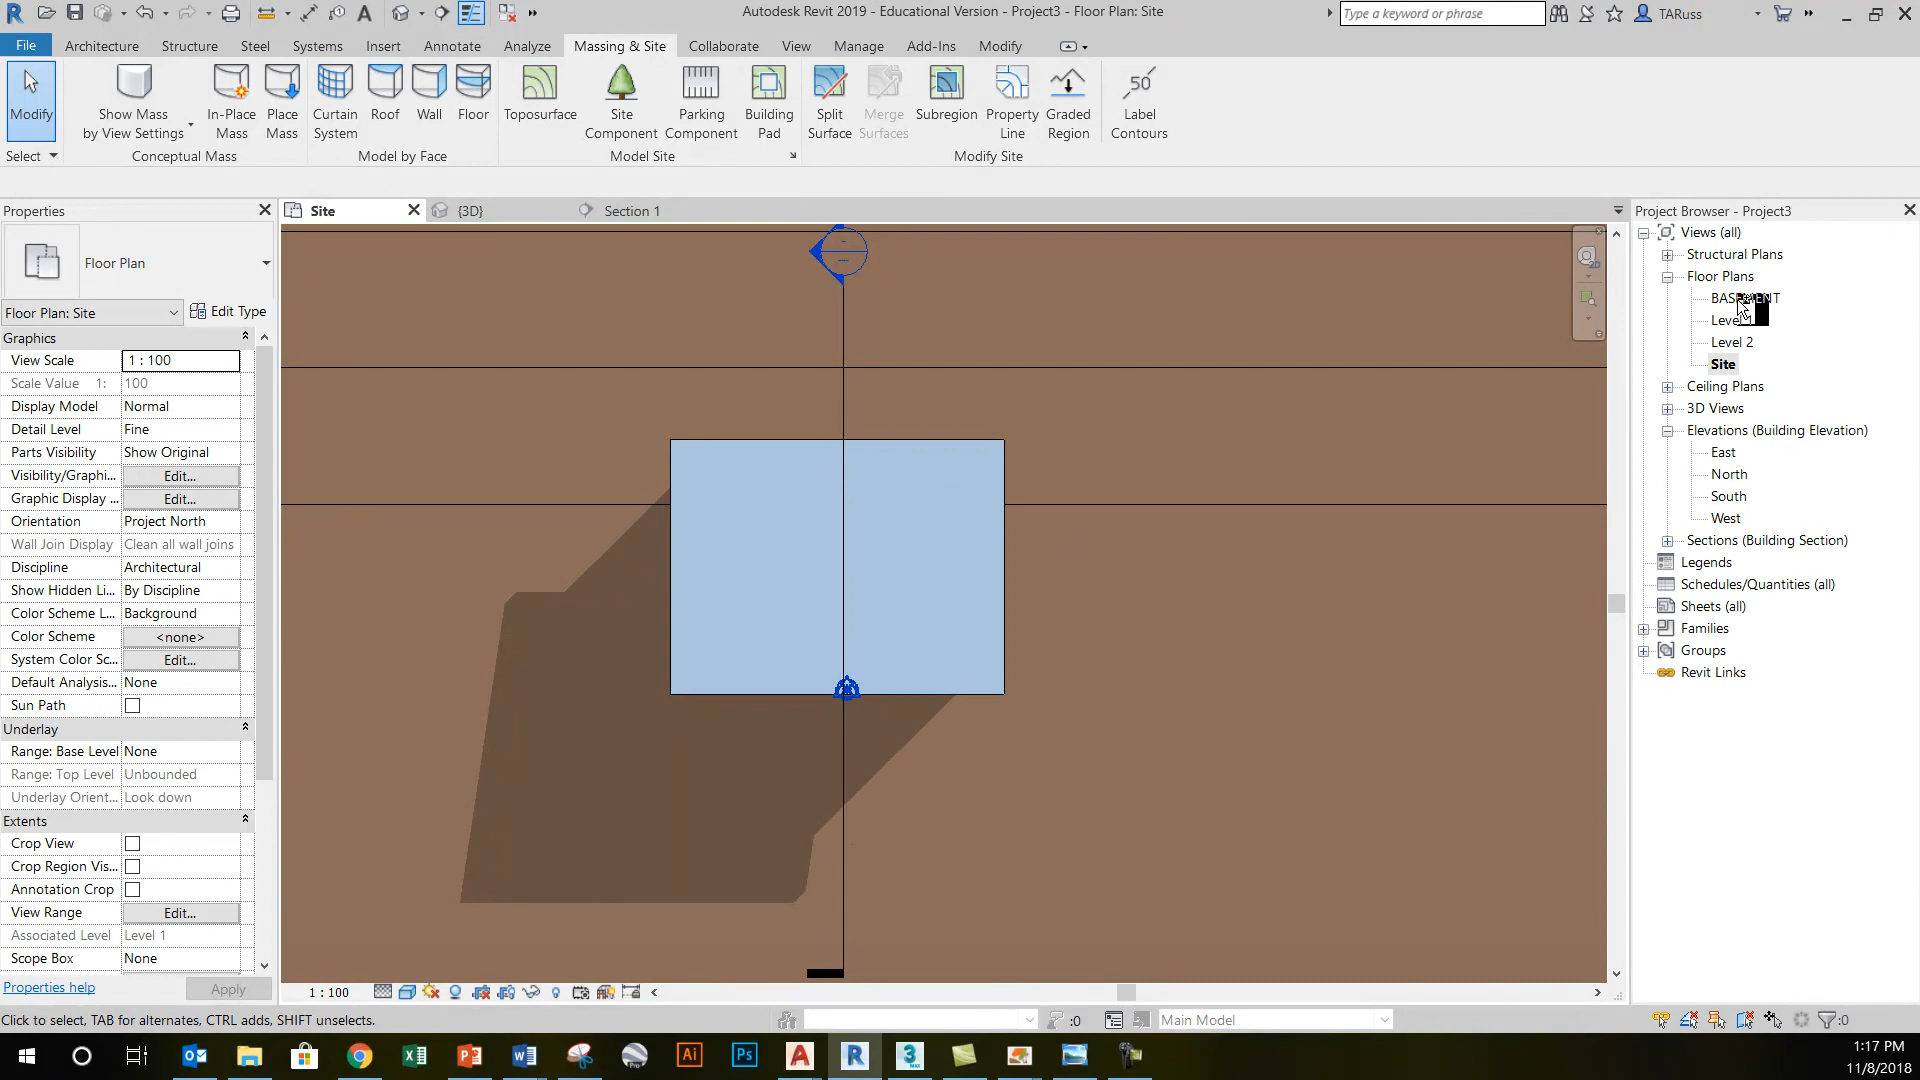 Autodesk Revit 2019 - Educational Version - Project3 - Floor Plan: Site
Type a keyword or phrase
TARuss
File
Architecture
Structure
Steel
Systems
Insert
Annotate
Analyze
Massing & Site
Collaborate
View
Manage
Add-Ins
Modify
Modify
Show Mass
by View Settings
In-Place
Mass
Place
Mass
Curtain
System
Roof
Wall
Floor
Toposurface
Site
Component
Parking
Component
Building
Pad
Split
Surface
Merge
Surfaces
Subregion
Property
Line
Graded
Region
50
Label
Contours
Select
Conceptual Mass
Model by Face
Model Site
Modify Site
Properties
Floor Plan
Floor Plan: Site
Edit Type
Graphics
View Scale
1 : 100
Scale Value 1:
100
Display Model
Normal
Detail Level
Fine
Parts Visibility
Show Original
Visibility/Graphi...
Edit...
Graphic Display ...
Edit...
Orientation
Project North
Wall Join Display
Clean all wall joins
Discipline
Architectural
Show Hidden Li...
By Discipline
Color Scheme L...
Background
Color Scheme
<none>
System Color Sc...
Edit...
Default Analysis...
None
Sun Path
Underlay
Range: Base Level
None
Range: Top Level
Unbounded
Underlay Orient...
Look down
Extents
Crop View
Crop Region Vis...
Annotation Crop
View Range
Edit...
Associated Level
Level 1
Scope Box
None
Properties help
Apply
Site
{3D}
Section 1
1 : 100
Project Browser - Project3
Views (all)
Structural Plans
Floor Plans
BASEMENT
Level 1
Level 2
Site
Ceiling Plans
3D Views
Elevations (Building Elevation)
East
North
South
West
Sections (Building Section)
Legends
Schedules/Quantities (all)
Sheets (all)
Families
Groups
Revit Links
Click to select, TAB for alternates, CTRL adds, SHIFT unselects.
:0
Main Model
:0
1:17 PM
11/8/2018